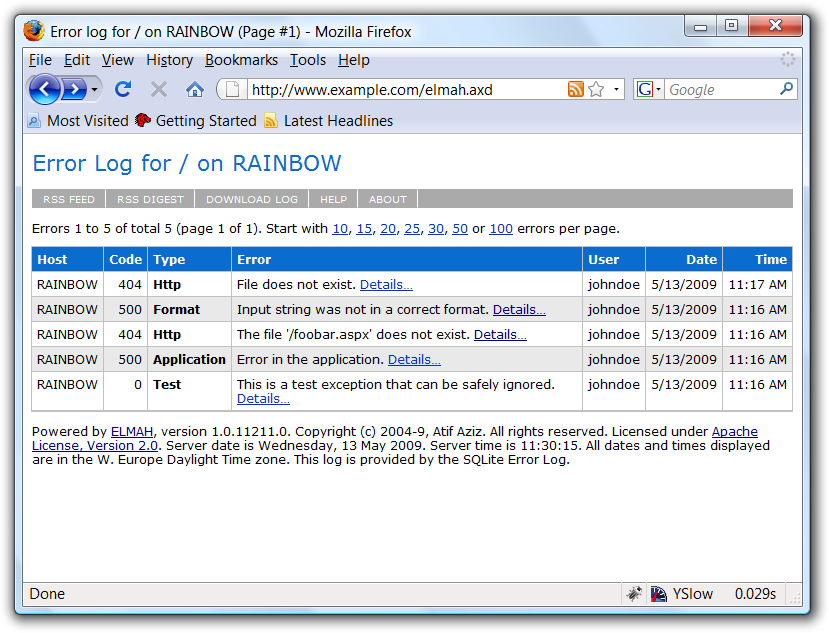 Error log for / on RAINBOW (Page #1) - Mozilla Firefox
File Edit View History Bookmarks Tools Help
http://www.example.com/elmah.axd G Google
Most Visited Getting Started Latest Headlines
Error Log for / on RAINBOW
RSS FEED RSS DIGEST DOWNLOAD LOG HELP ABOUT
Errors 1 to 5 of total 5 (page 1 of 1). Start with 10, 15, 20, 25, 30, 50 or 100 errors per page.
Host Code Type Error User Date Time
RAINBOW 404 Http File does not exist. Details... johndoe 5/13/2009 11:17 AM
RAINBOW 500 Format Input string was not in a correct format. Details... johndoe 5/13/2009 11:16 AM
RAINBOW 404 Http The file '/foobar.aspx' does not exist. Details... johndoe 5/13/2009 11:16 AM
RAINBOW 500 Application Error in the application. Details... johndoe 5/13/2009 11:16 AM
RAINBOW 0 Test This is a test exception that can be safely ignored. johndoe 5/13/2009 11:16 AM
Details...
Powered by ELMAH, version 1.0.11211.0. Copyright (c) 2004-9, Atif Aziz. All rights reserved. Licensed under Apache
License, Version 2.0. Server date is Wednesday, 13 May 2009. Server time is 11:30:15. All dates and times displayed
are in the W. Europe Daylight Time zone. This log is provided by the SQLite Error Log.
Done YSlow 0.029s